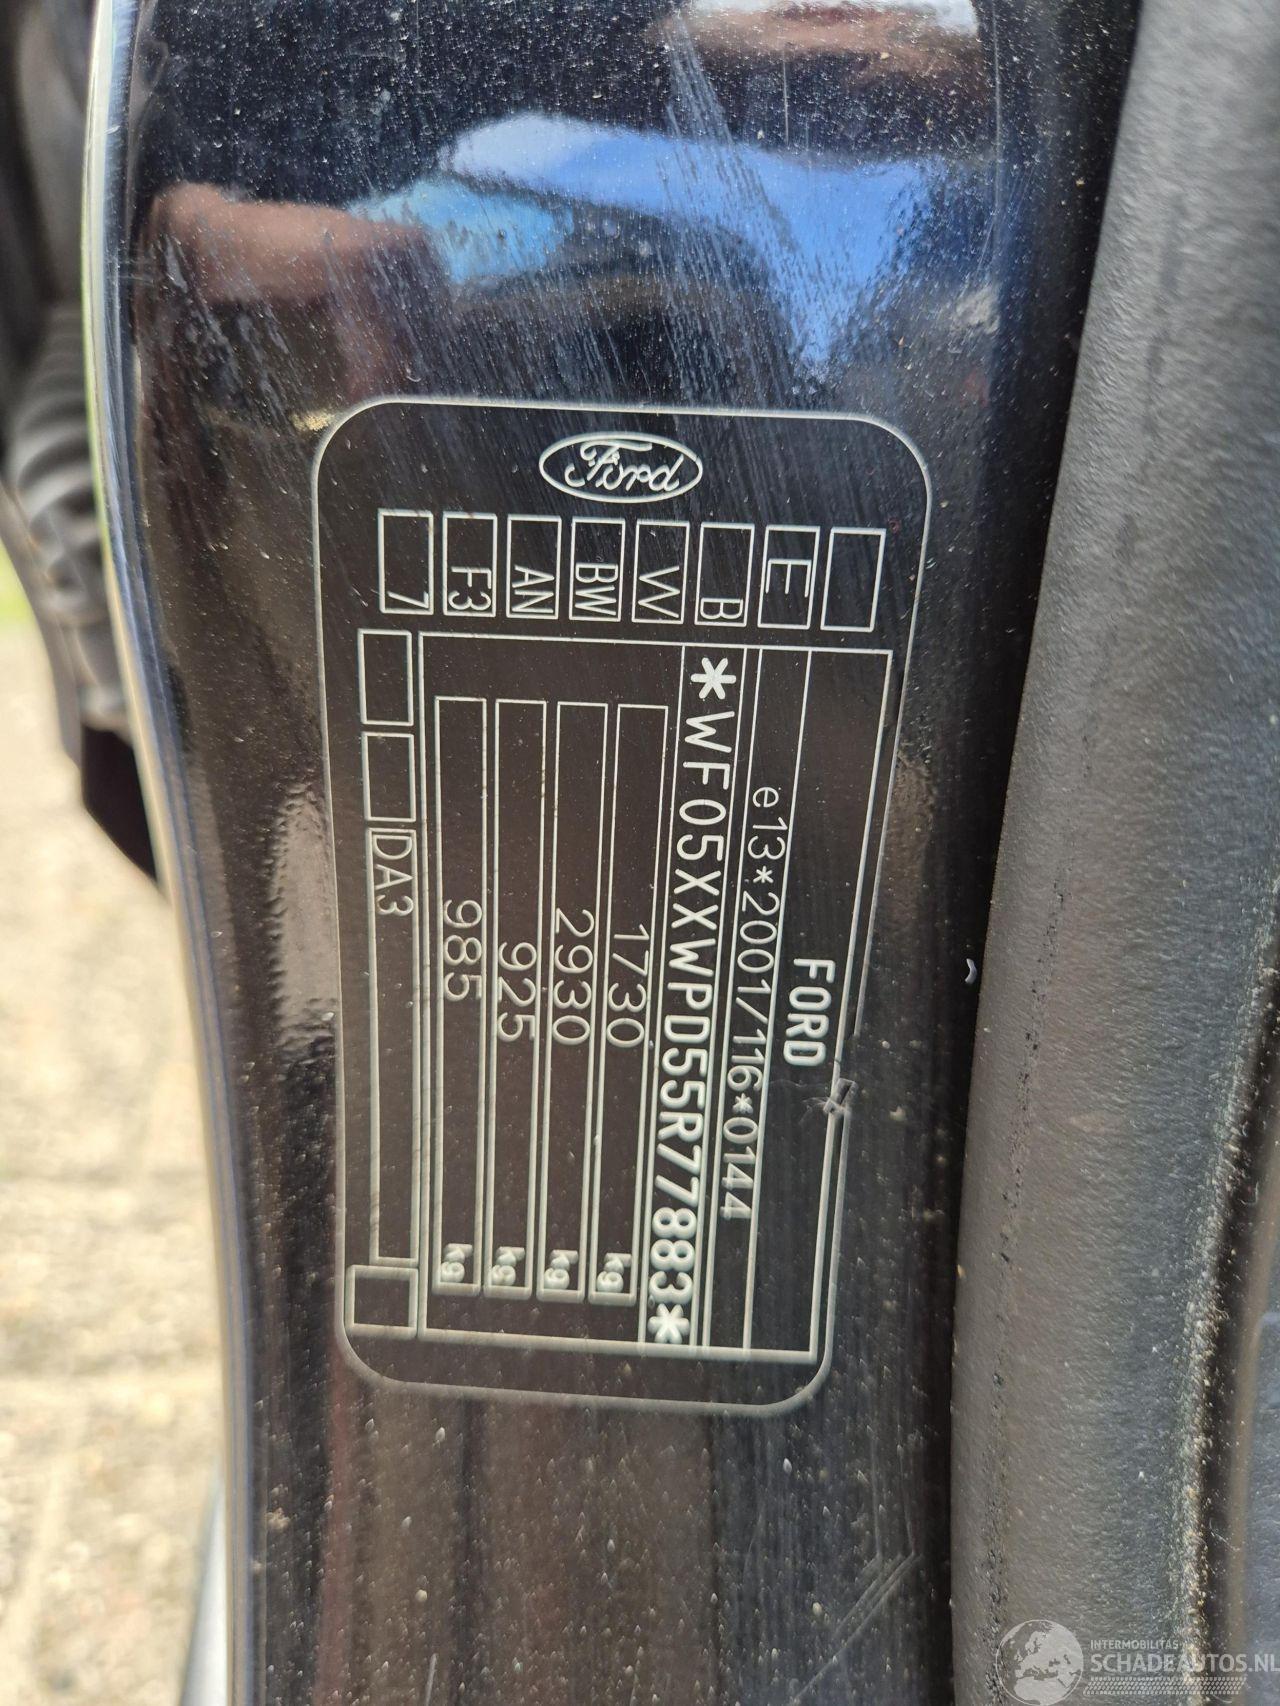 Ford
7
F3
AN
BW
VV
B
E
FORD
e13*2001/116*0144
*WF05XXWPD55R77883*
1730 kg
2930 kg
925 kg
985 kg
DA3
INTERMOBILITAS
SCHADEAUTOS.NL